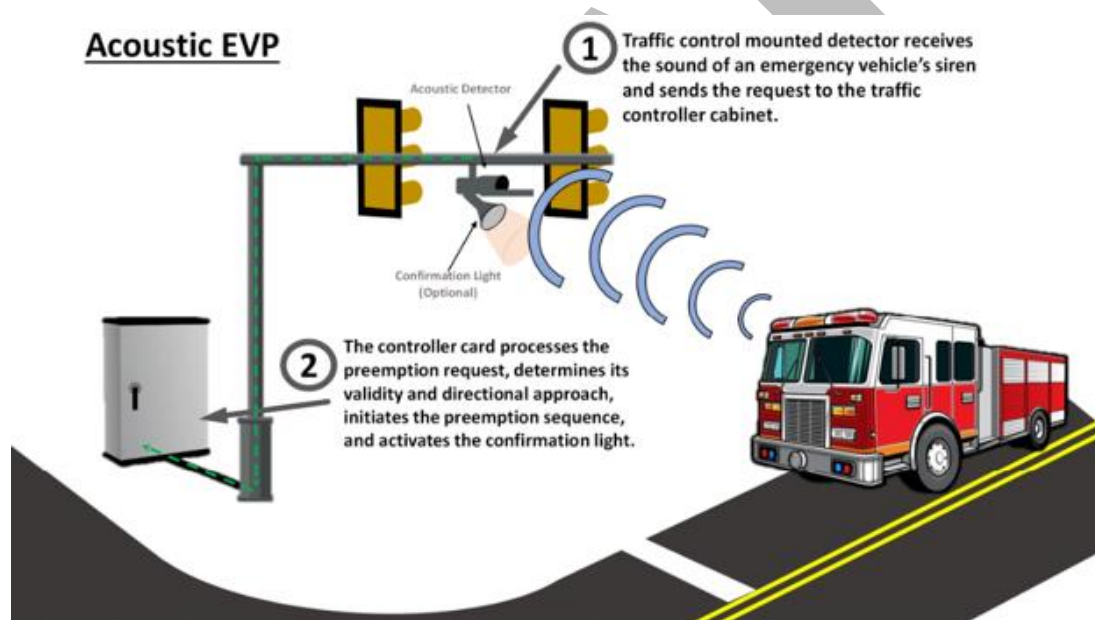 Acoustic EVP
1
Traffic control mounted detector receives
the sound of an emergency vehicle's siren
and sends the request to the traffic
controller cabinet.
Acoustic Detector
Confirmation Light
(Optional)
2
The controller card processes the
preemption request, determines its
validity and directional approach,
initiates the preemption sequence,
and activates the confirmation light.